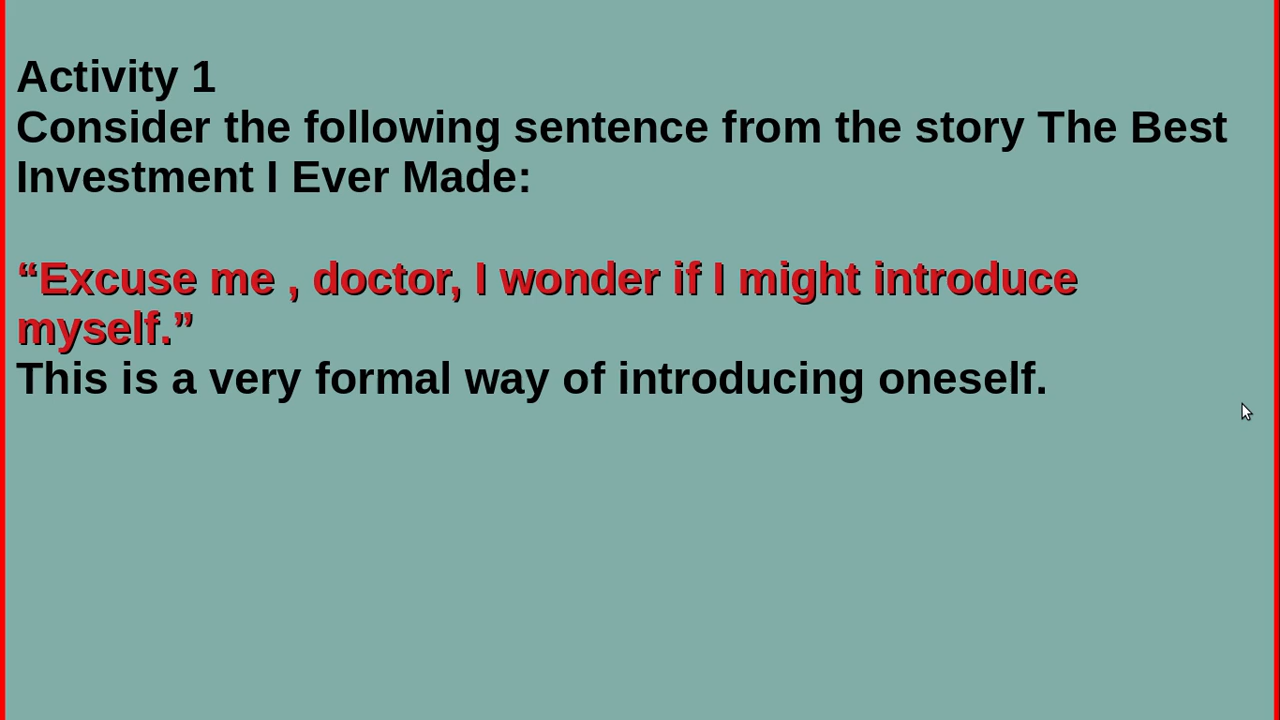 Activity 1
Consider the following sentence from the story The Best
Investment I Ever Made:
“Excuse me , doctor, I wonder if I might introduce
myself.”
This is a very formal way of introducing oneself.